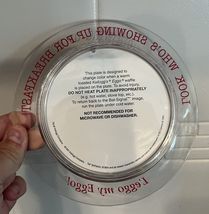 LOOK WHO'S SHOWING UP FOR BREAKFAST!
This plate is designed to
change color when a warm
toasted Kellogg's Eggo waffle
is placed on the plate. To avoid injury,
DO NOT HEAT PLATE INAPPROPRIATELY
(e.g. hot water, stove top, etc.)
To return back to the Bat Signal image,
run the plate under cold water.
NOT RECOMMENDED FOR
MICROWAVE OR DISHWASHER.
L'eggo my Eggo!